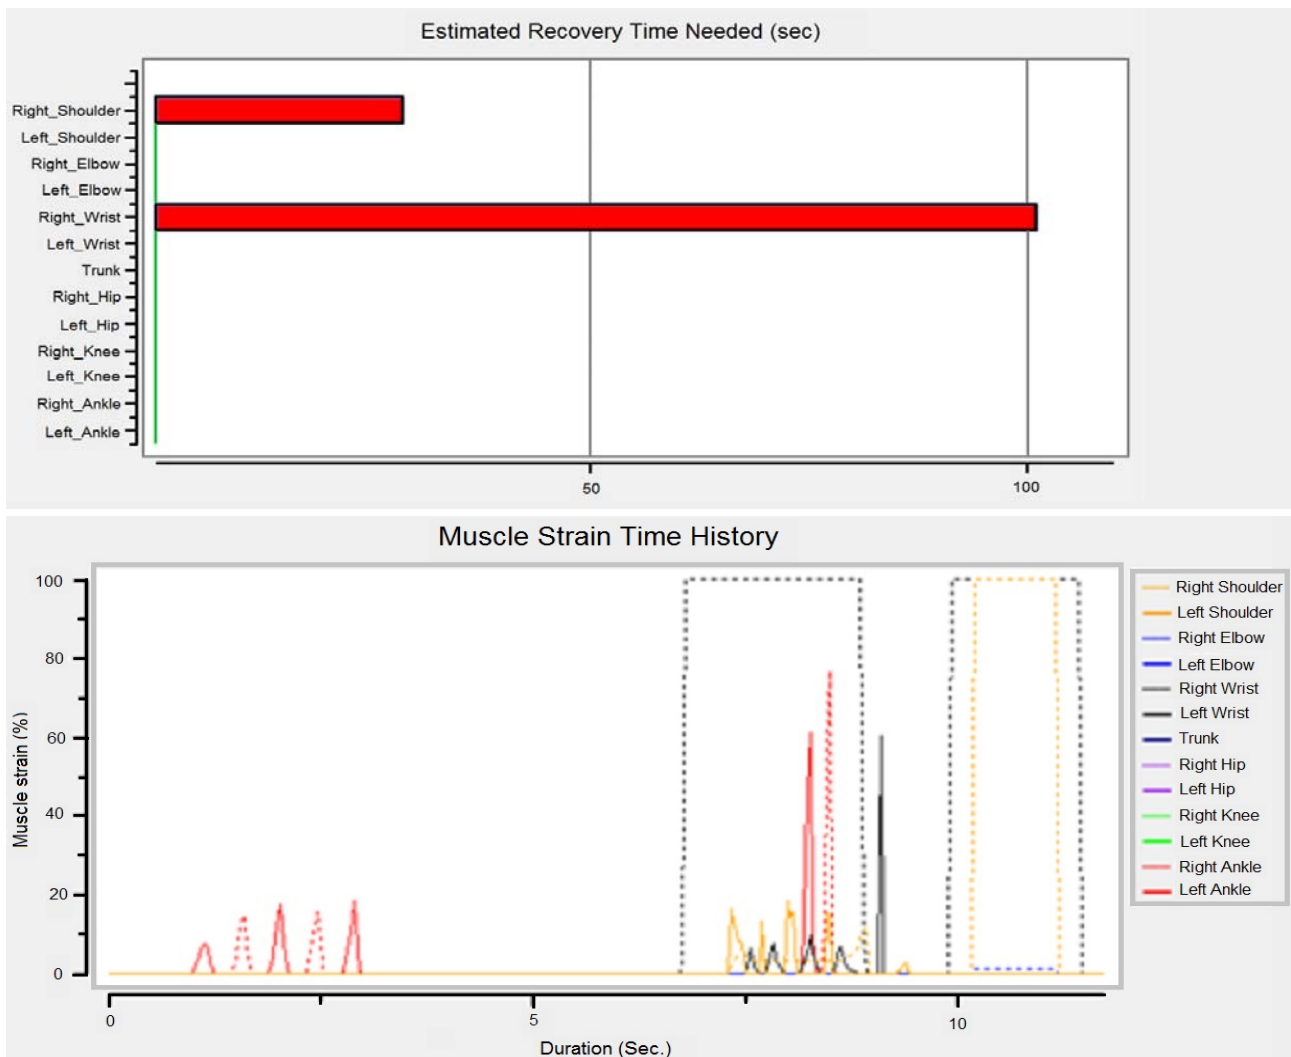 Estimated Recovery Time Needed (sec)
Right_Shoulder
Left_Shoulder
Right_Elbow
Left_Elbow
Right_Wrist
Left_Wrist
Trunk
Right_Hip
Left_Hip
Right_Knee
Left_Knee
Right_Ankle
Left_Ankle
50
100
Muscle Strain Time History
Muscle strain (%)
100
80
60
40
20
0
0
5
10
Duration (Sec.)
Right Shoulder
Left Shoulder
Right Elbow
Left Elbow
Right Wrist
Left Wrist
Trunk
Right Hip
Left Hip
Right Knee
Left Knee
Right Ankle
Left Ankle